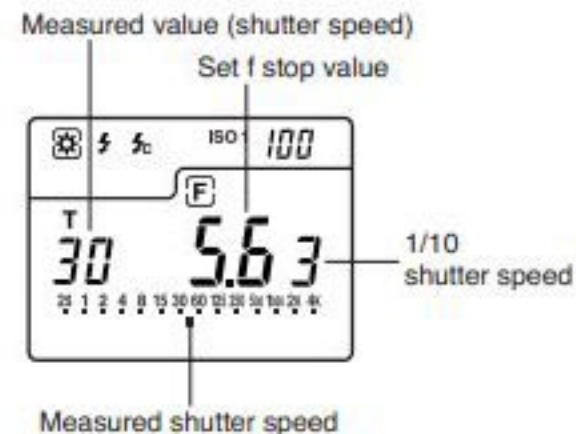 Measured value (shutter speed)
Set f stop value
ISO 1 100
F
T
30 5.6 3
1/10
shutter speed
2S 1 2 4 8 15 30 60 125 250 500 2K 4K
Measured shutter speed